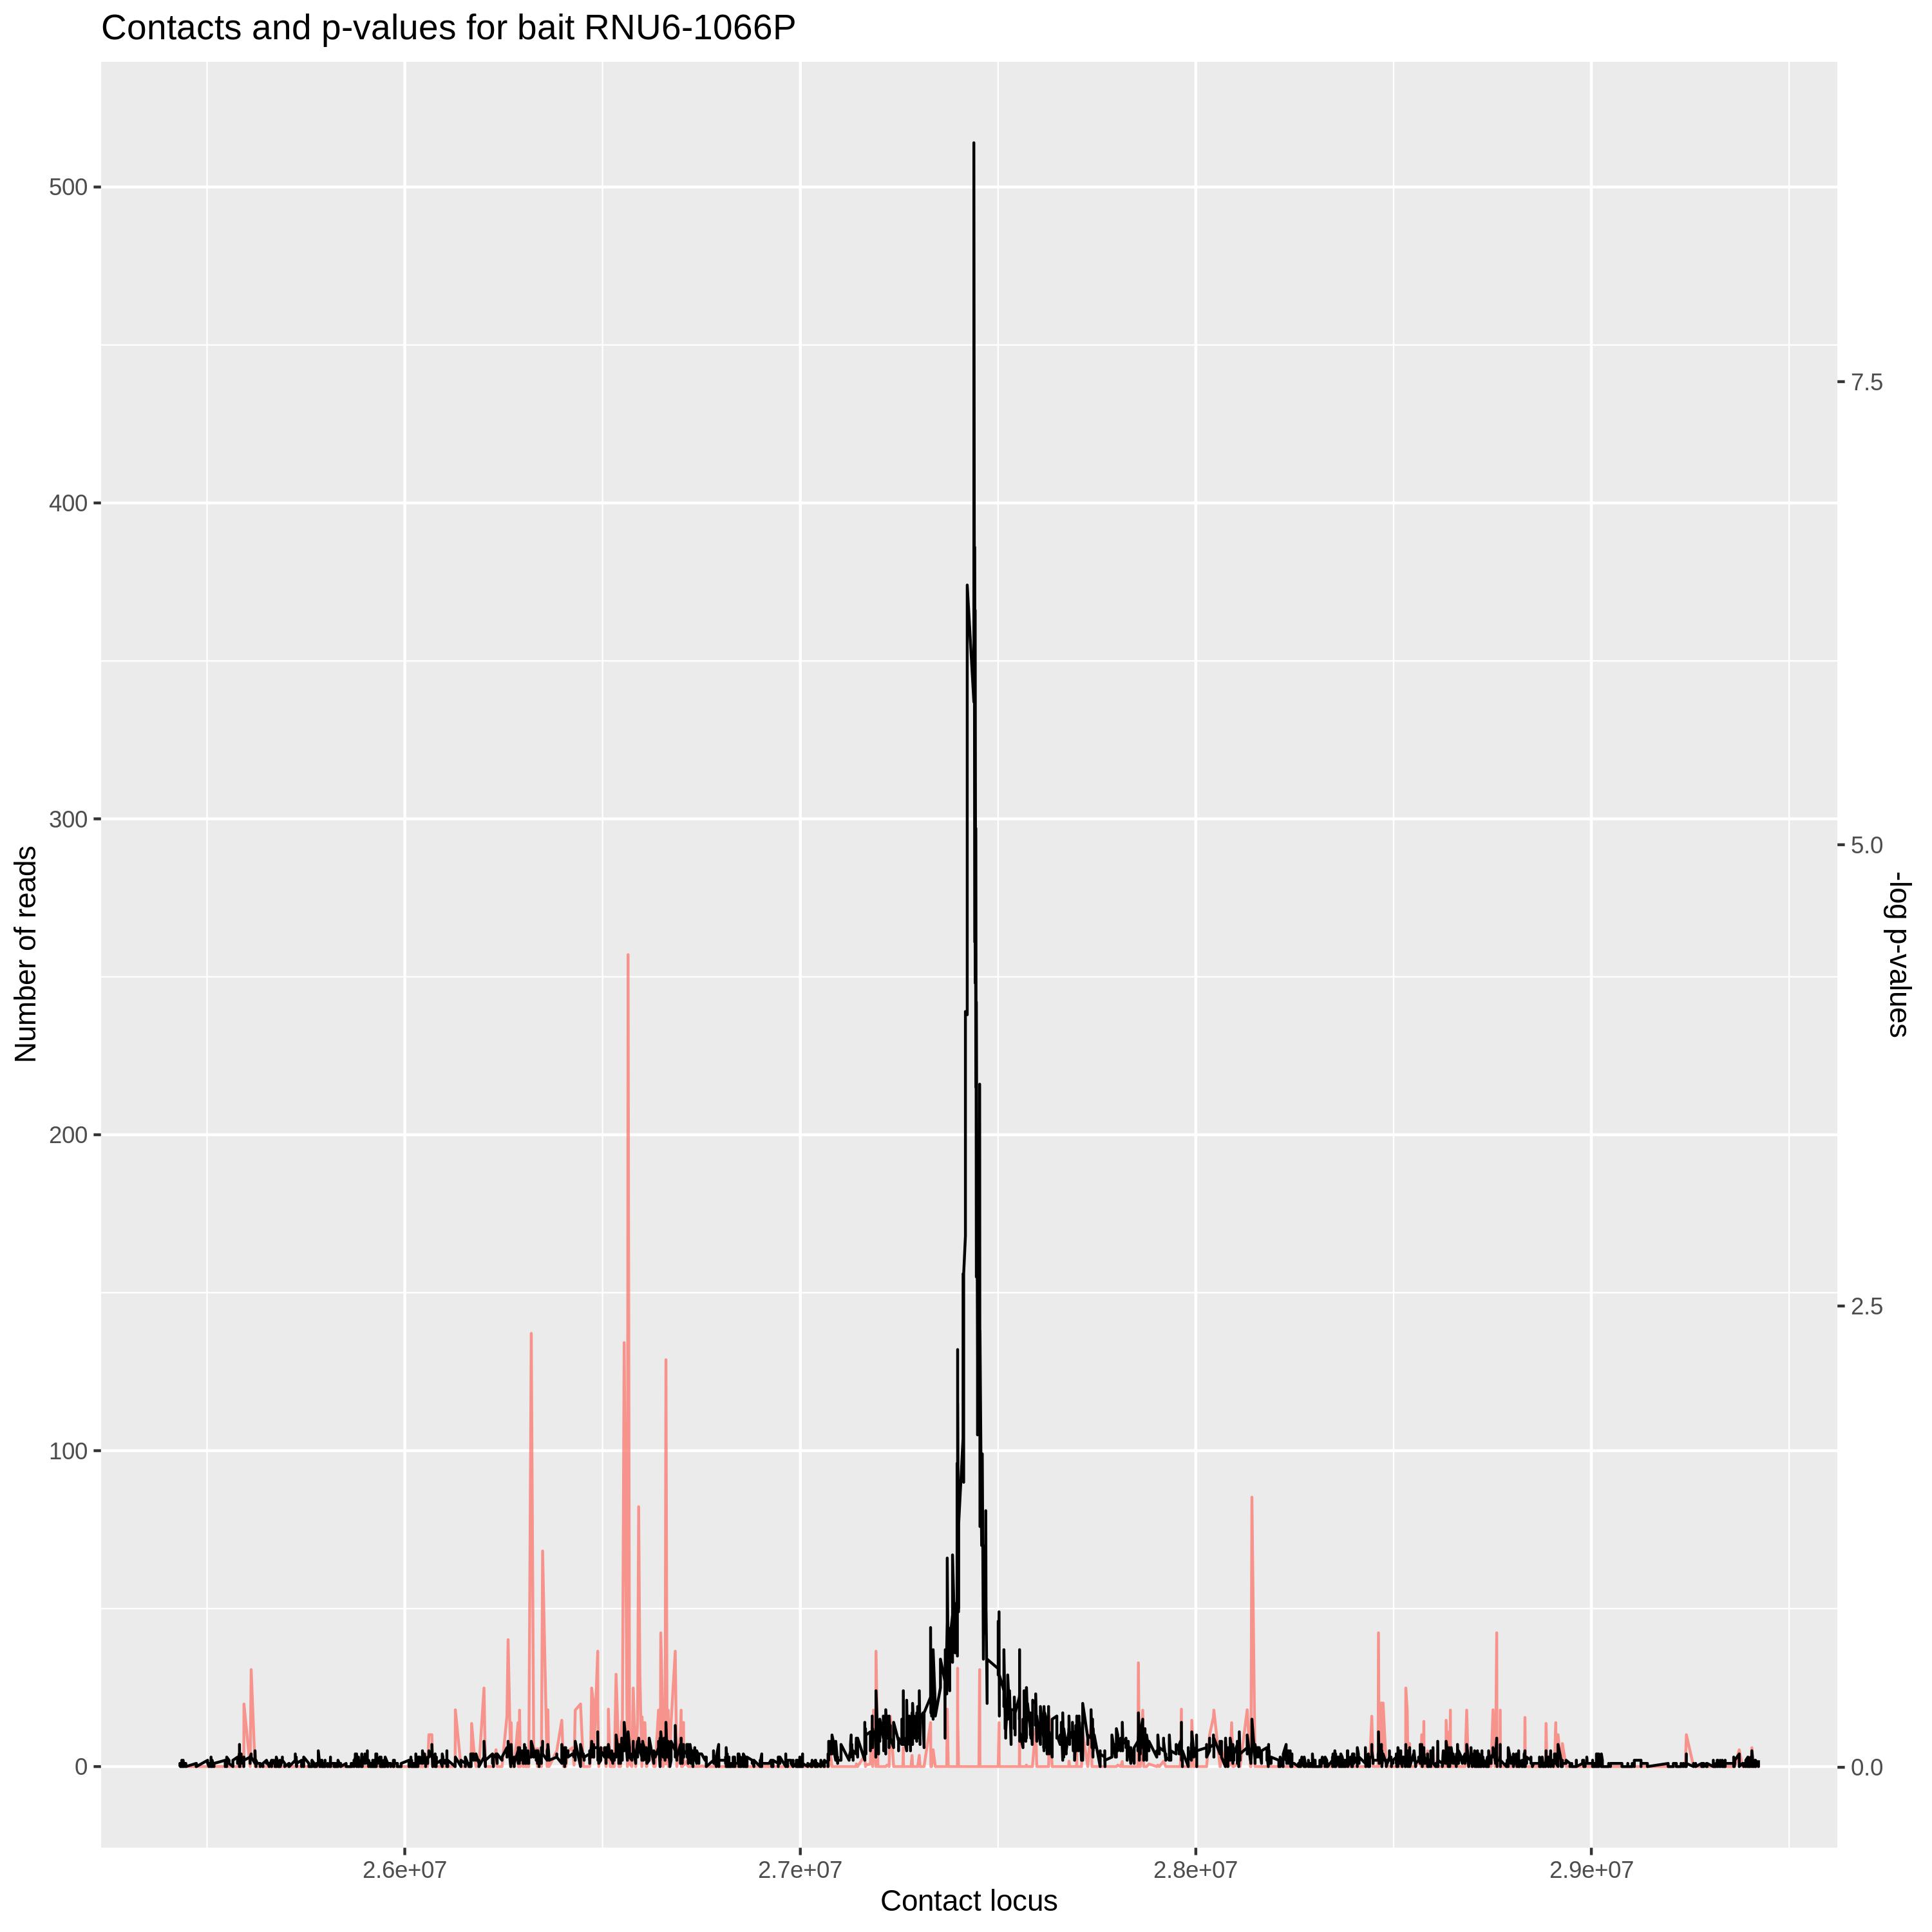 Contacts and p-values for bait RNU6-1066P
500
400
300
200
100
0
7.5
5.0
2.5
0.0
Number of reads
-log p-values
2.6e+07 2.7e+07 2.8e+07 2.9e+07
Contact locus